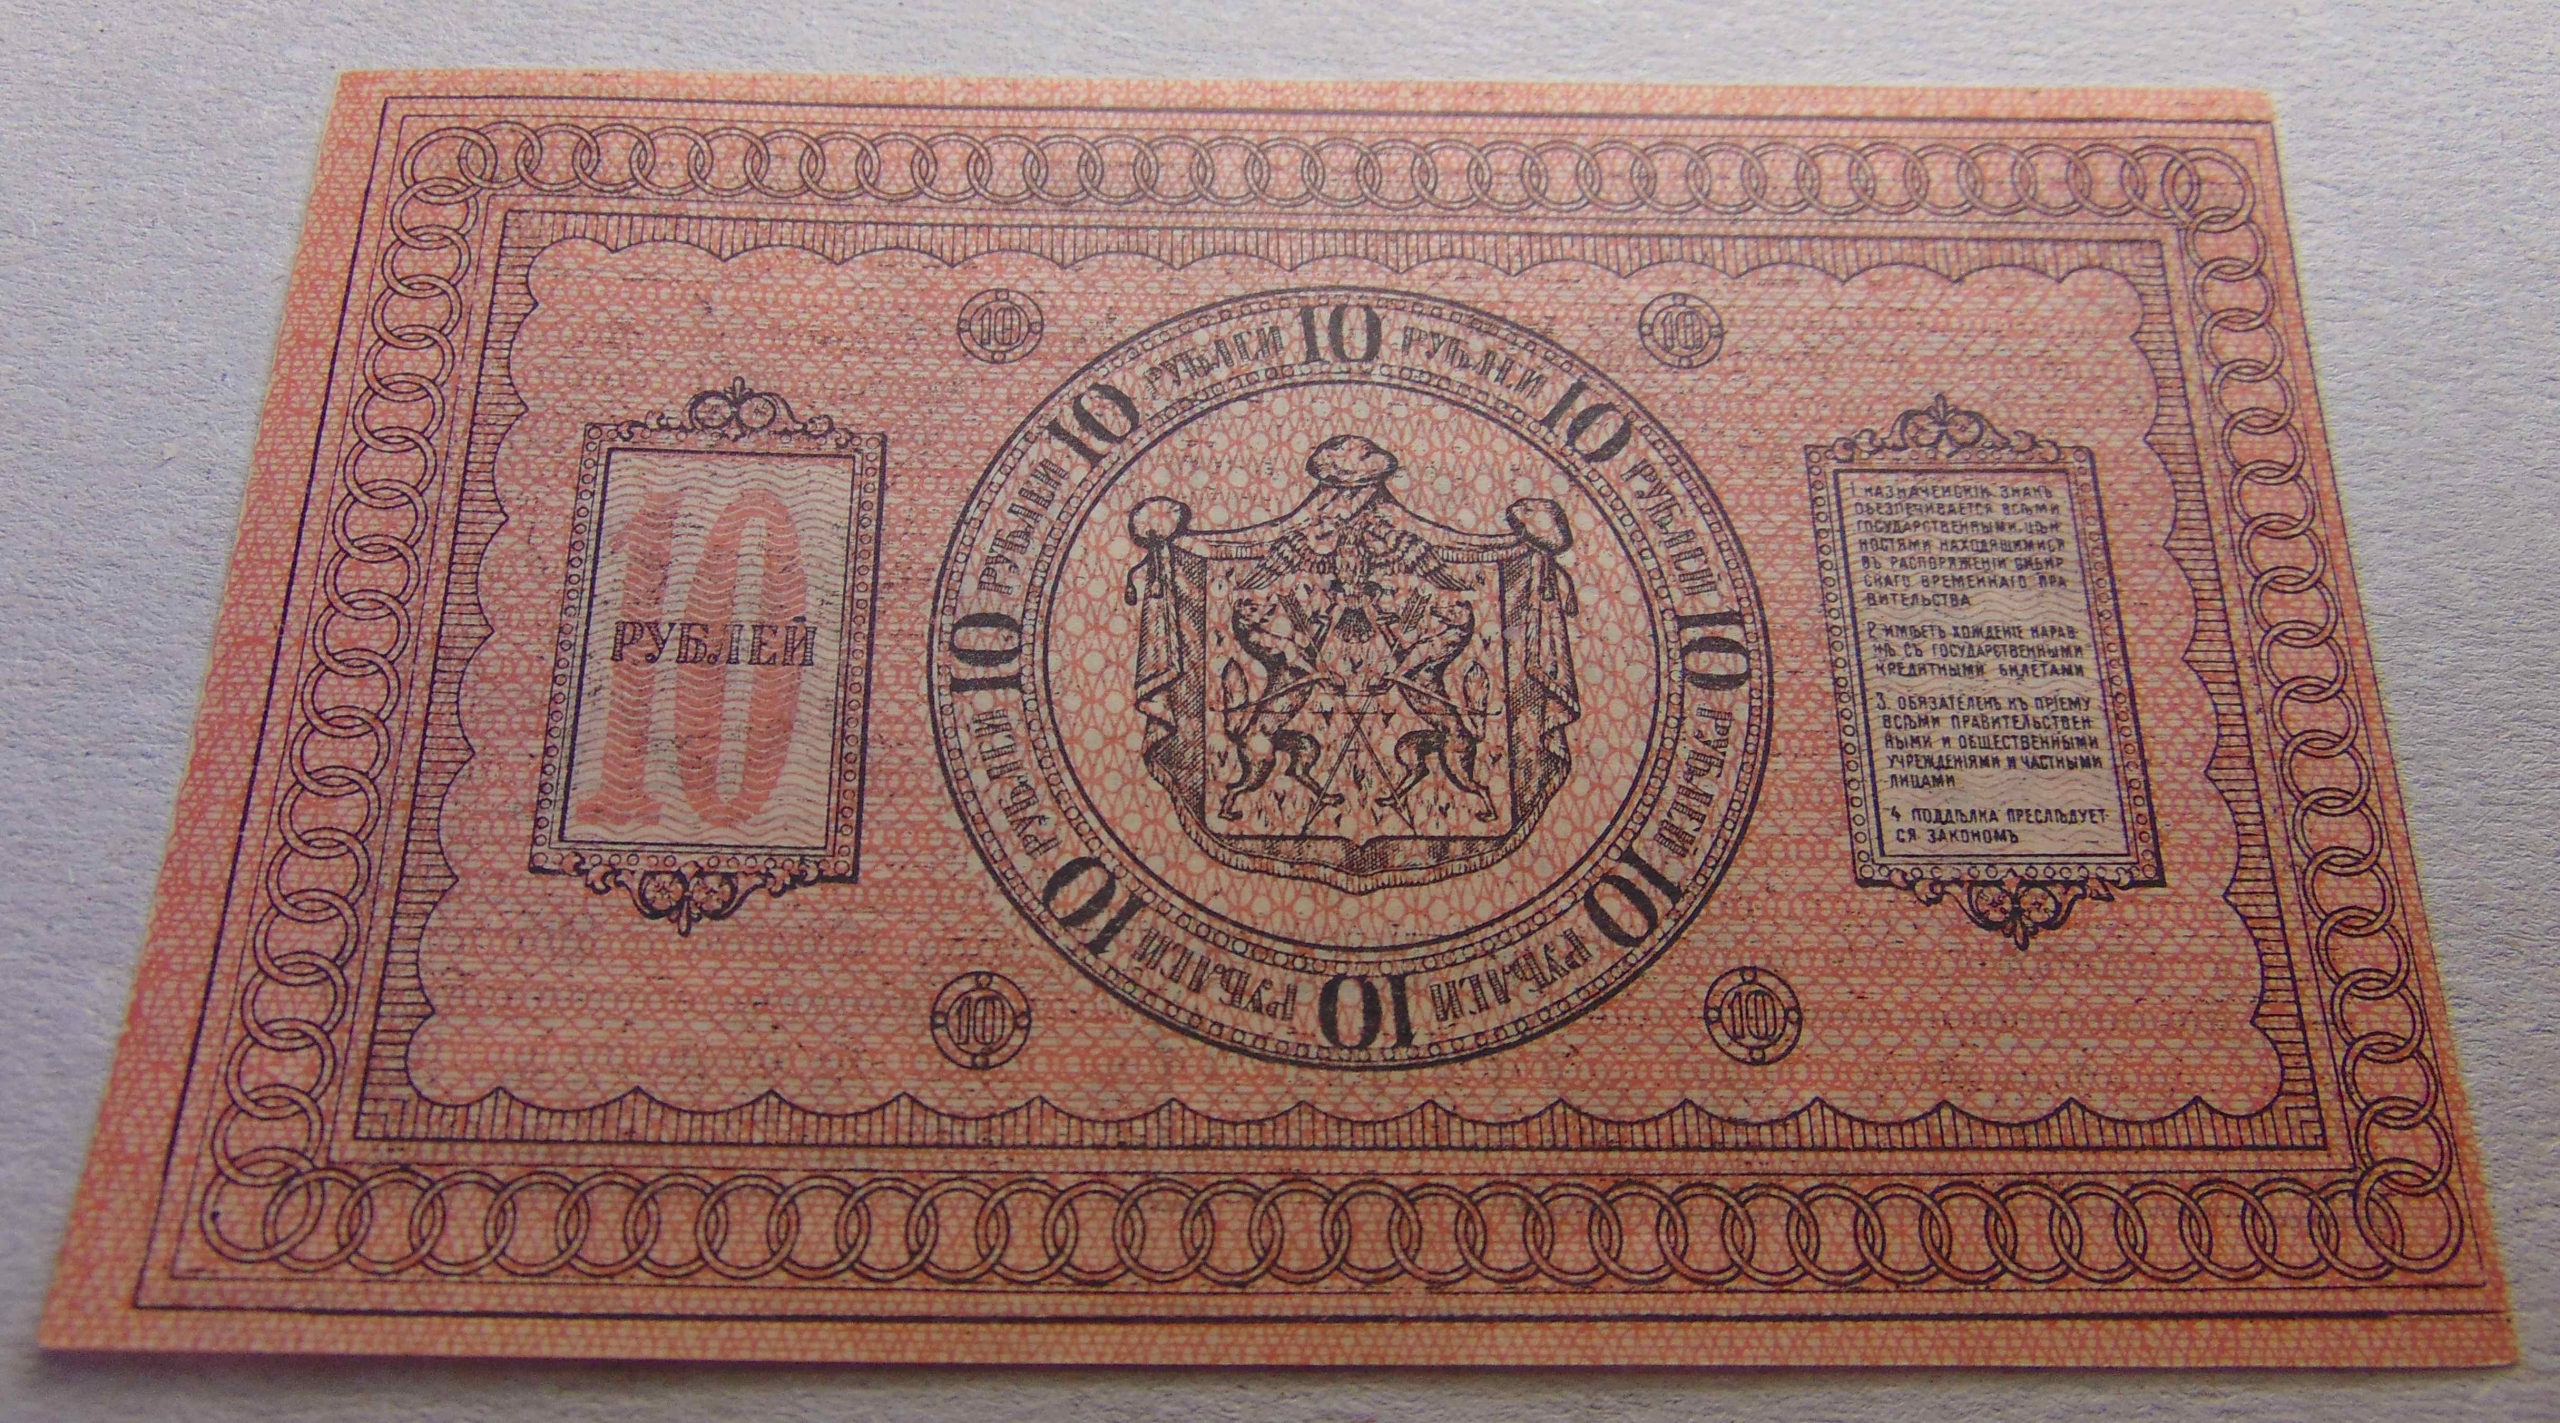 10
10
10 РУБЛЕЙ 10 РУБЛЕЙ 10 РУБЛЕЙ 10 РУБЛЕЙ 10 РУБЛЕЙ 10 РУБЛЕЙ 10 РУБЛЕЙ 10 РУБЛЕЙ
10
РУБЛЕЙ
1 КАЗНАЧЕЙСКІЙ ЗНАКЪ
ОБЕЗПЕЧИВАЕТСЯ ВСѢМИ
ГОСУДАРСТВЕННЫМИ ЦѢН
НОСТЯМИ НАХОДЯЩИМИСЯ
ВЪ РАСПОРЯЖЕНІИ СИБИР
СКАГО ВРЕМЕННАГО ПРА
ВИТЕЛЬСТВА
2 ИМѢЕТЪ ХОЖДЕНІЕ НАРАВ-
НѢ СЪ ГОСУДАРСТВЕННЫМИ
КРЕДИТНЫМИ БИЛЕТАМИ
3. ОБЯЗАТЕЛЕНЪ КЪ ПРІЕМУ
ВСѢМИ ПРАВИТЕЛЬСТВЕН-
НЫМИ И ОБЩЕСТВЕННЫМИ
УЧРЕЖДЕНІЯМИ И ЧАСТНЫМИ
ЛИЦАМИ
4 ПОДДѢЛКА ПРЕСЛѢДУЕТ-
СЯ ЗАКОНОМЪ
10
10